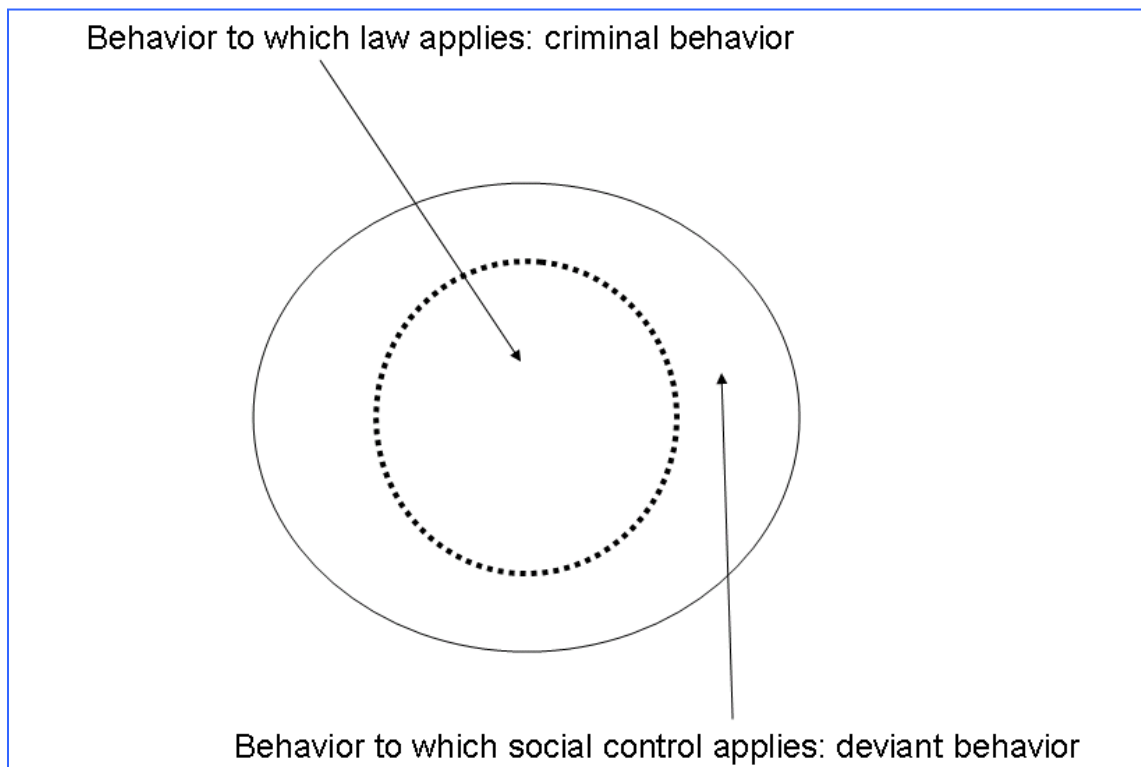 Behavior to which law applies: criminal behavior
Behavior to which social control applies: deviant behavior